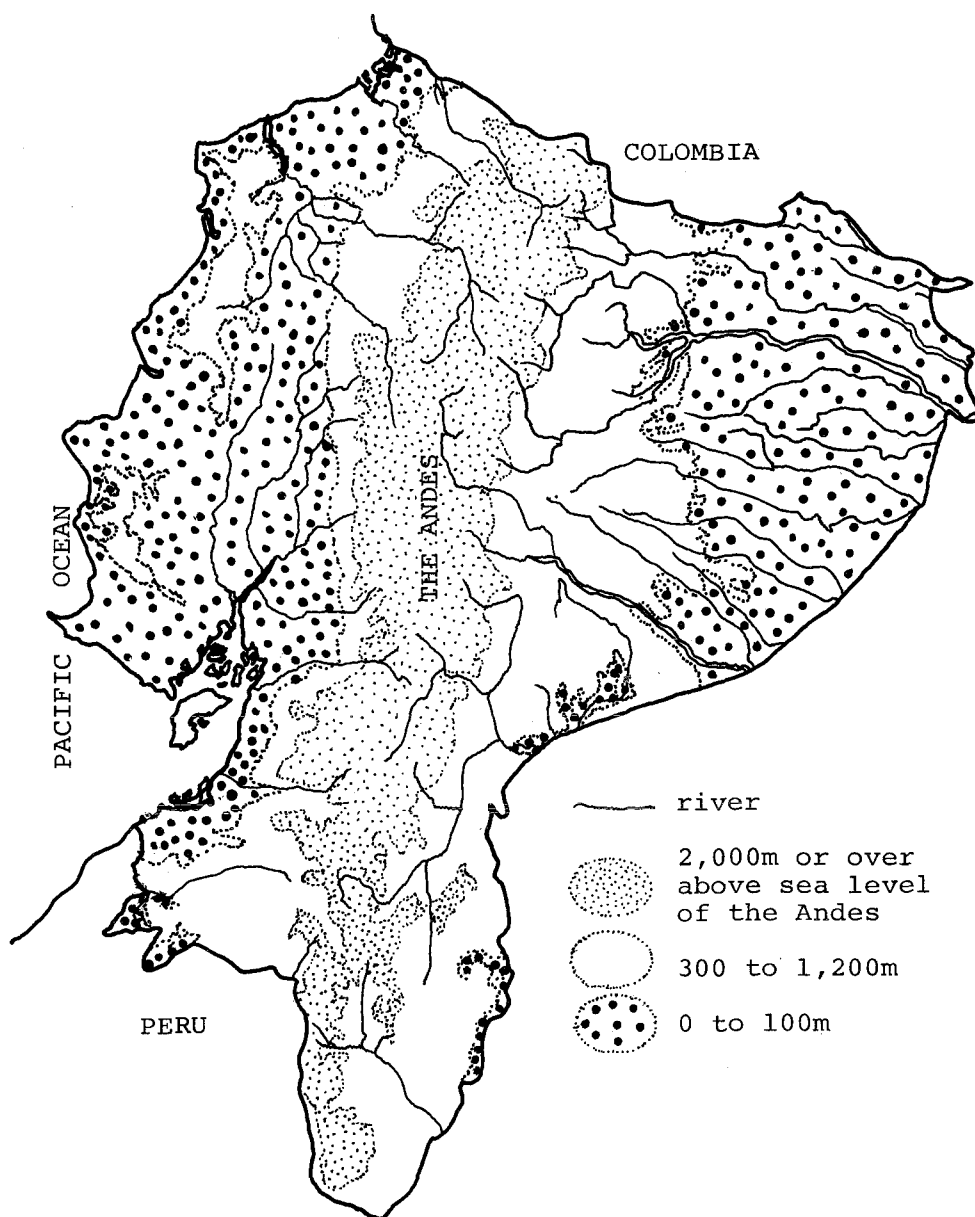 COLOMBIA
THE ANDES
PACIFIC OCEAN
PERU
river
2,000m or over
above sea level
of the Andes
300 to 1,200m
0 to 100m